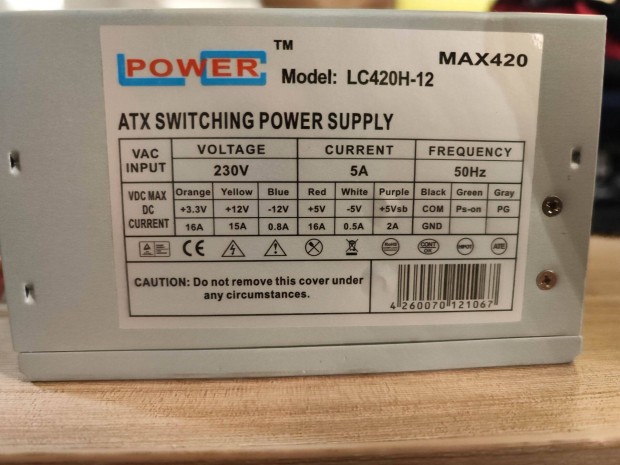 POWER ™
MAX420
Model: LC420H-12
ATX SWITCHING POWER SUPPLY
VAC INPUT VOLTAGE CURRENT FREQUENCY
230V 5A 50Hz
VDC MAX DC CURRENT Orange Yellow Blue Red White Purple Black Green Gray
+3.3V +12V -12V +5V -5V +5Vsb COM Ps-on PG
16A 15A 0.8A 16A 0.5A 2A GND
CE
CAUTION: Do not remove this cover under
any circumstances.
4 260070 121067